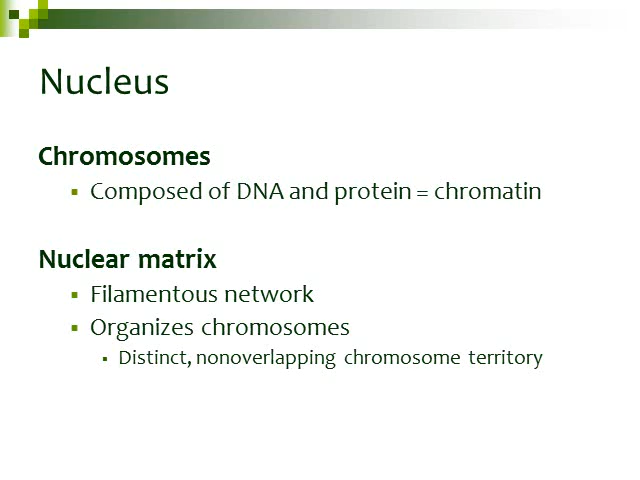 Nucleus
Chromosomes
▪ Composed of DNA and protein = chromatin
Nuclear matrix
▪ Filamentous network
▪ Organizes chromosomes
▪ Distinct, nonoverlapping chromosome territory